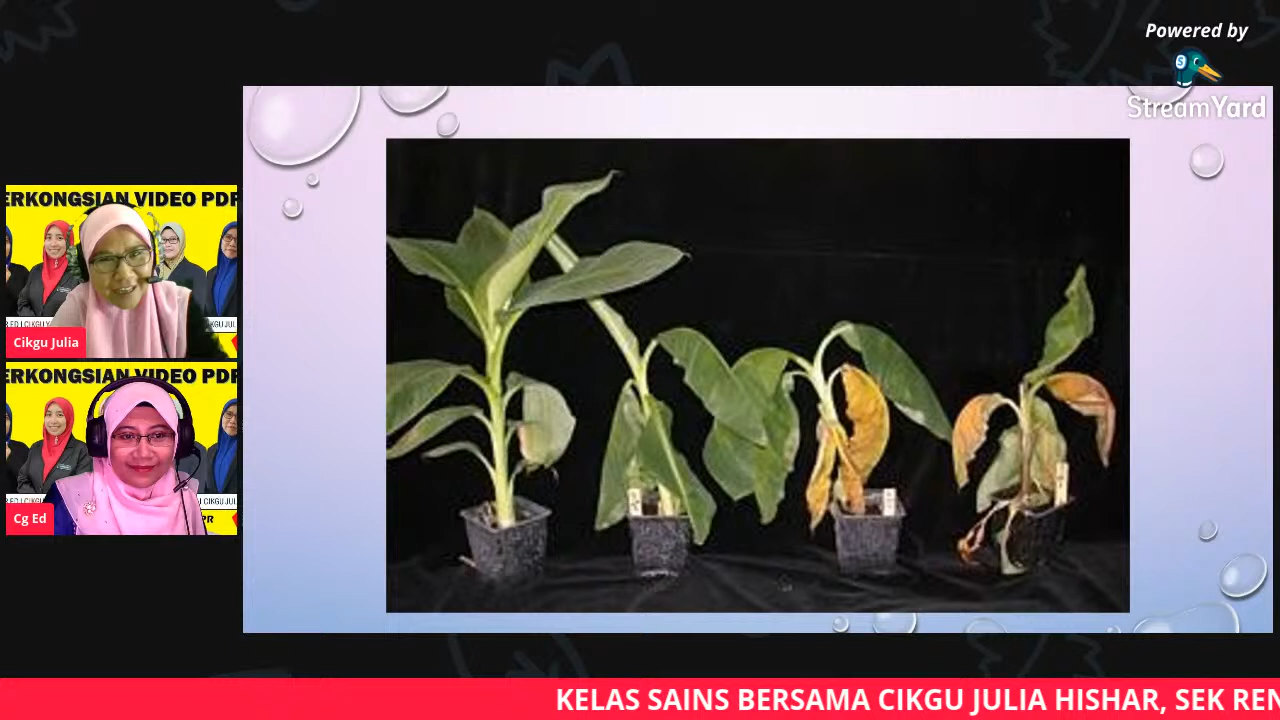 Powered by
StreamYard
ERKONGSIAN VIDEO PDP
Cikgu Julia
ERKONGSIAN VIDEO PDP
Cg Ed
KELAS SAINS BERSAMA CIKGU JULIA HISHAR, SEK REN